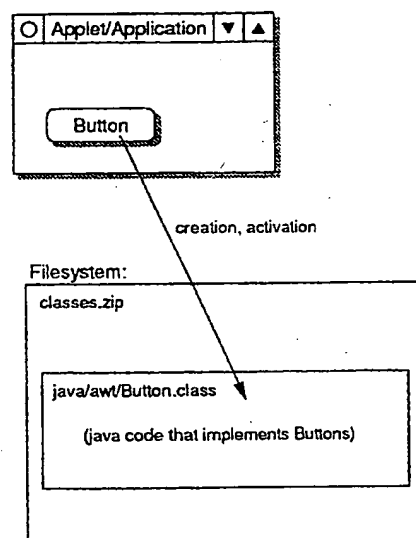 Applet/Application
Button
creation, activation
Filesystem:
classes.zip
java/awt/Button.class
(java code that implements Buttons)